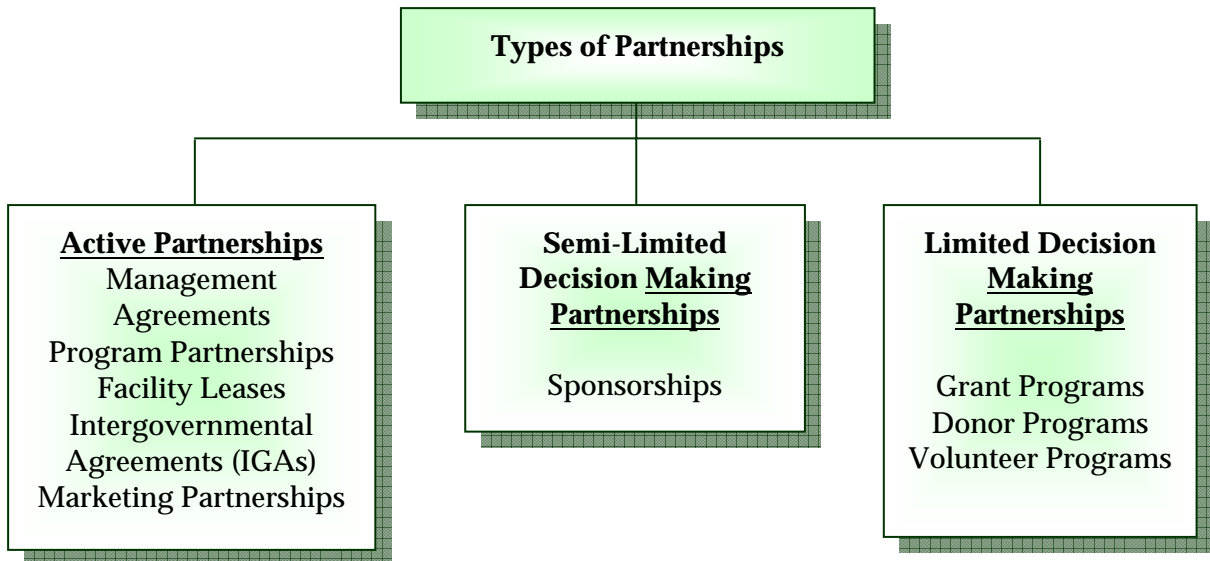 Types of Partnerships
Active Partnerships
Management
Agreements
Program Partnerships
Facility Leases
Intergovernmental
Agreements (IGAs)
Marketing Partnerships
Semi-Limited
Decision Making
Partnerships
Sponsorships
Limited Decision
Making
Partnerships
Grant Programs
Donor Programs
Volunteer Programs